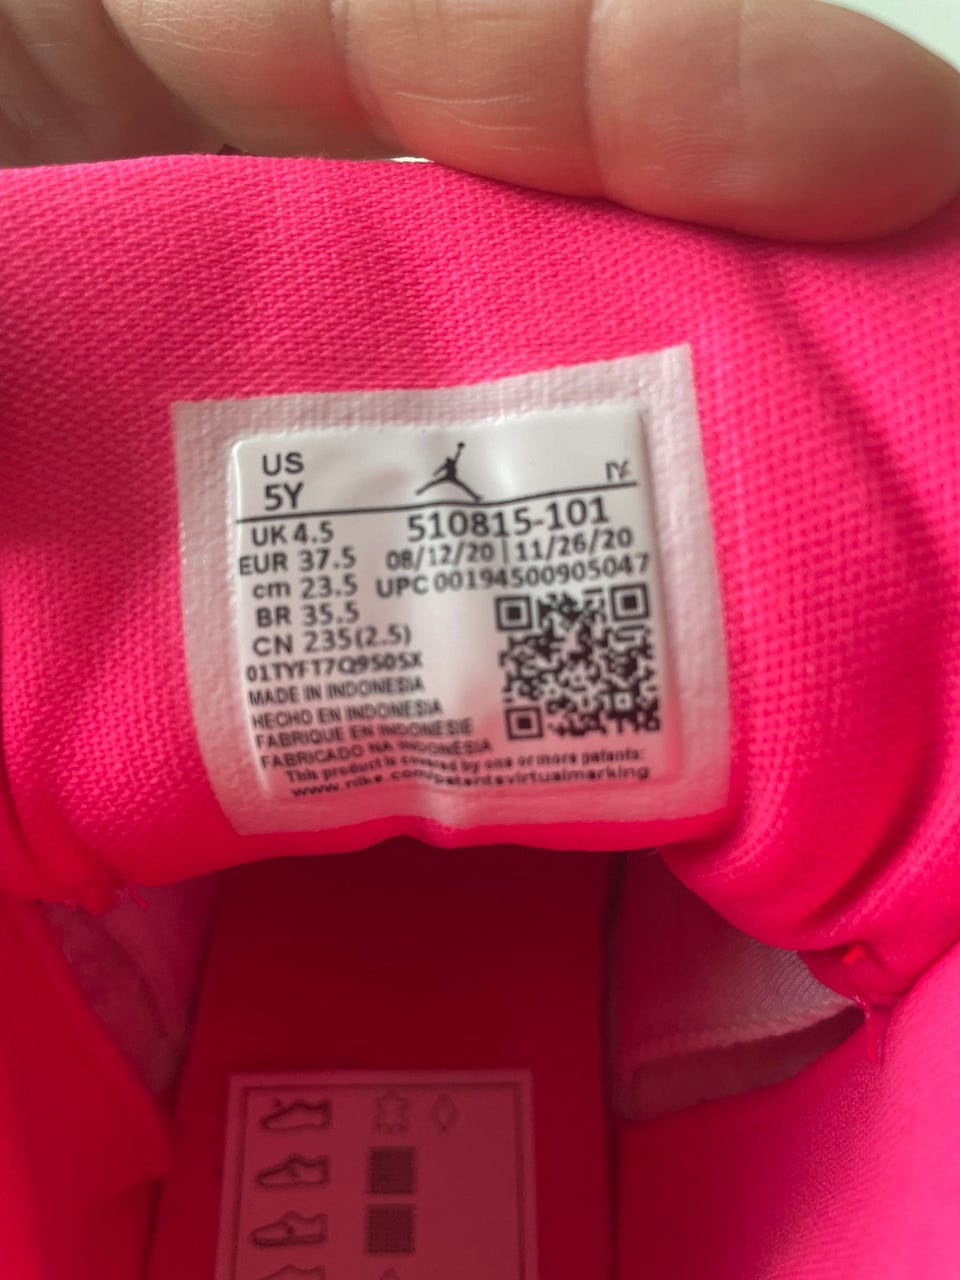 US
5Y
IY
UK 4.5
510815-101
EUR 37.5
08/12/20 | 11/26/20
cm 23.5
UPC 00194500905047
BR 35.5
CN 235(2.5)
01TYFT7Q9505X
MADE IN INDONESIA
HECHO EN INDONESIA
FABRIQUE EN INDONESIE
FABRICADO NA INDONÉSIA
This product is covered by one or more patents:
www.nike.com/patentsvirtualmarking